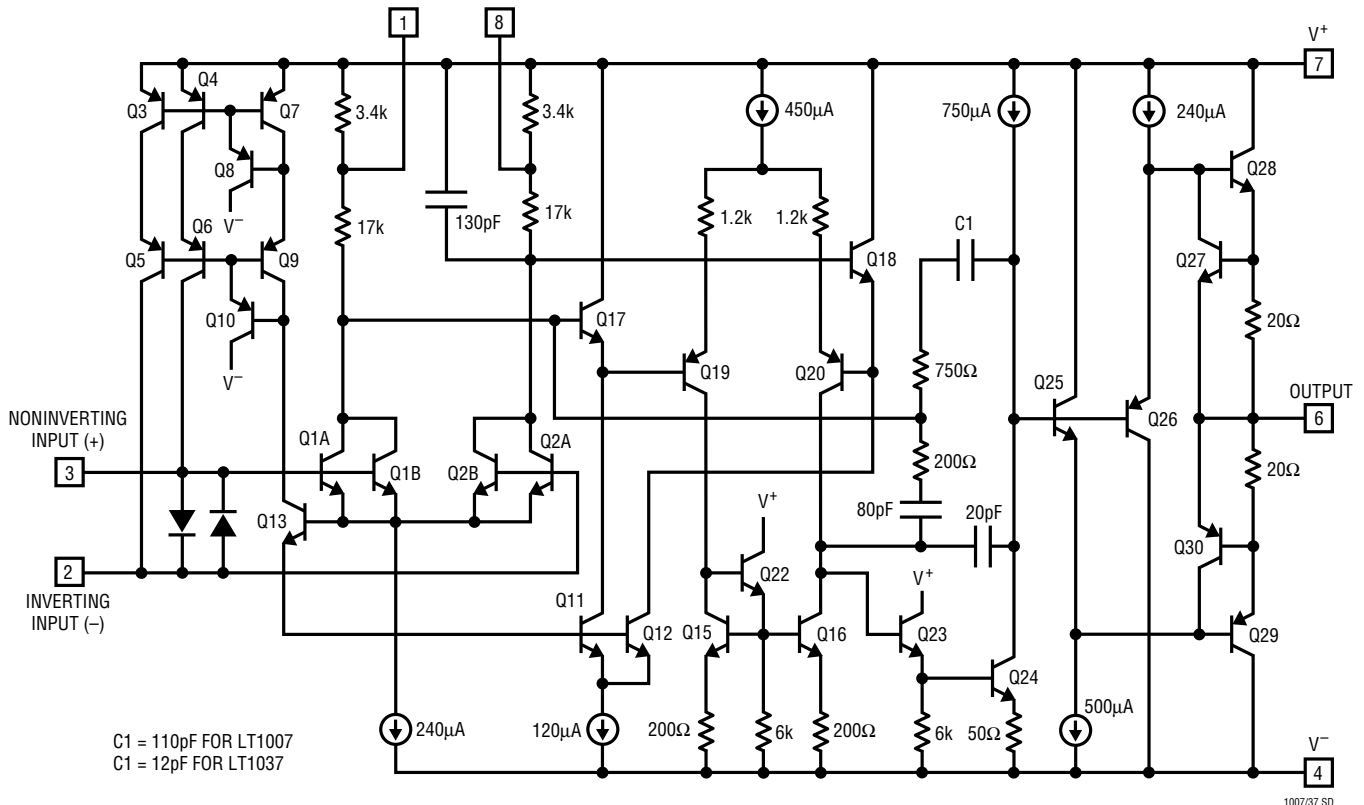 1
8
V+
7
Q4
Q3
Q7
3.4k
3.4k
450µA
750µA
240µA
Q8
Q28
V−
17k
130pF
17k
C1
Q6
Q5
Q9
Q18
Q27
Q10
Q17
20Ω
V−
Q19
Q20
750Ω
Q25
Q26
OUTPUT
6
NONINVERTING
INPUT (+)
3
Q1A
Q1B
Q2B
Q2A
200Ω
20Ω
V+
80pF
20pF
Q13
Q30
2
INVERTING
INPUT (–)
Q22
V+
Q11
Q12
Q15
Q16
Q23
Q29
Q24
240µA
120µA
200Ω
6k
200Ω
6k
50Ω
500µA
C1 = 110pF FOR LT1007
C1 = 12pF FOR LT1037
V−
4
1007/37 SD